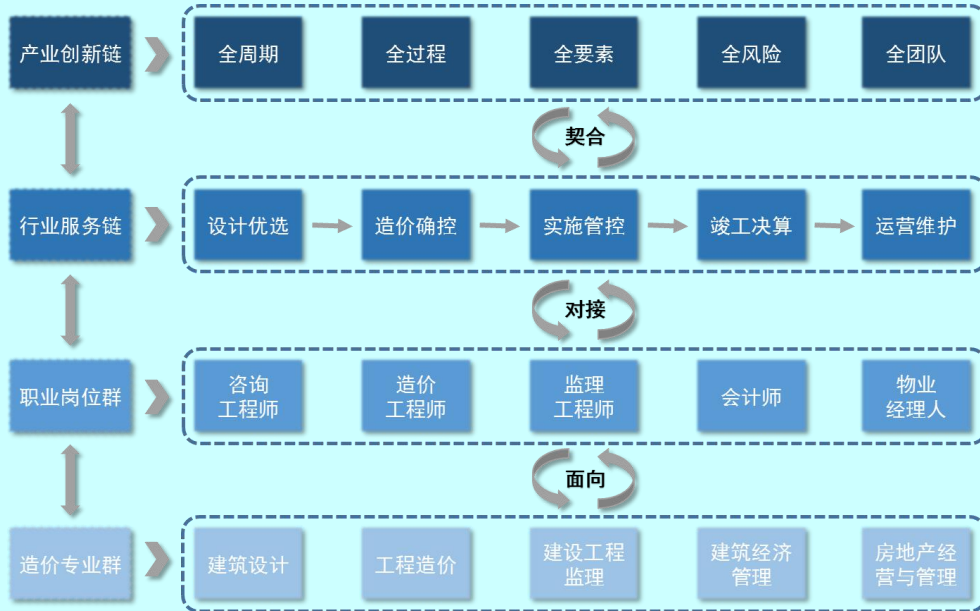 产业创新链
全周期
全过程
全要素
全风险
全团队
契合
行业服务链
设计优选
造价确控
实施管控
竣工决算
运营维护
对接
职业岗位群
咨询
工程师
造价
工程师
监理
工程师
会计师
物业
经理人
面向
造价专业群
建筑设计
工程造价
建设工程
监理
建筑经济
管理
房地产经
营与管理